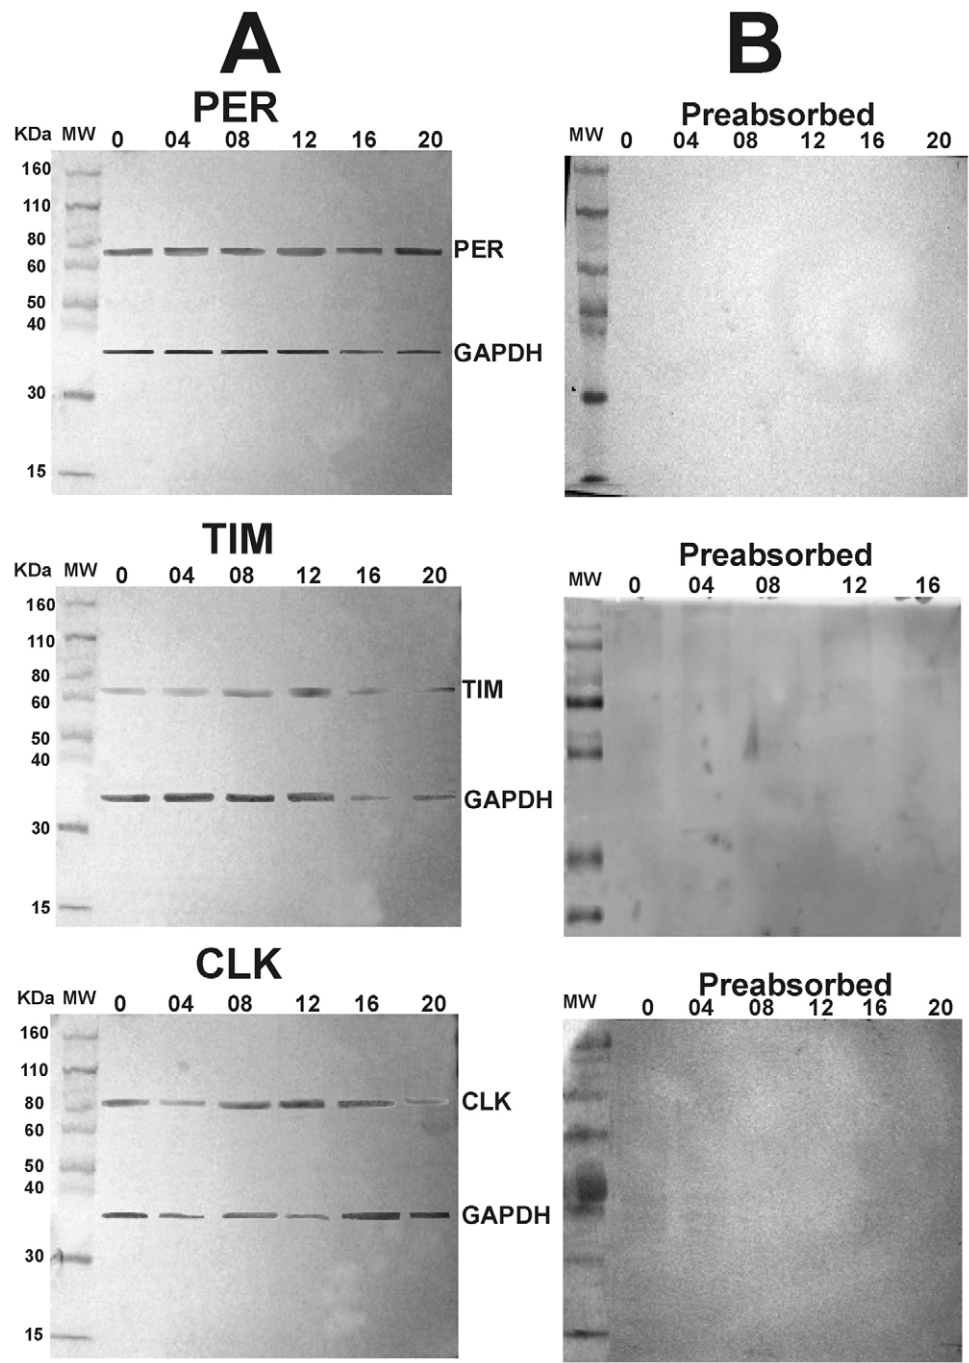 A
B
PER
Preabsorbed
KDa MW 0 04 08 12 16 20
MW 0 04 08 12 16 20
160
110
80
PER
60
50
40
GAPDH
30
15
TIM
Preabsorbed
KDa MW 0 04 08 12 16 20
MW 0 04 08 12 16
160
110
80
TIM
60
50
40
GAPDH
30
15
CLK
Preabsorbed
KDa MW 0 04 08 12 16 20
MW 0 04 08 12 16 20
160
110
80
CLK
60
50
40
GAPDH
30
15